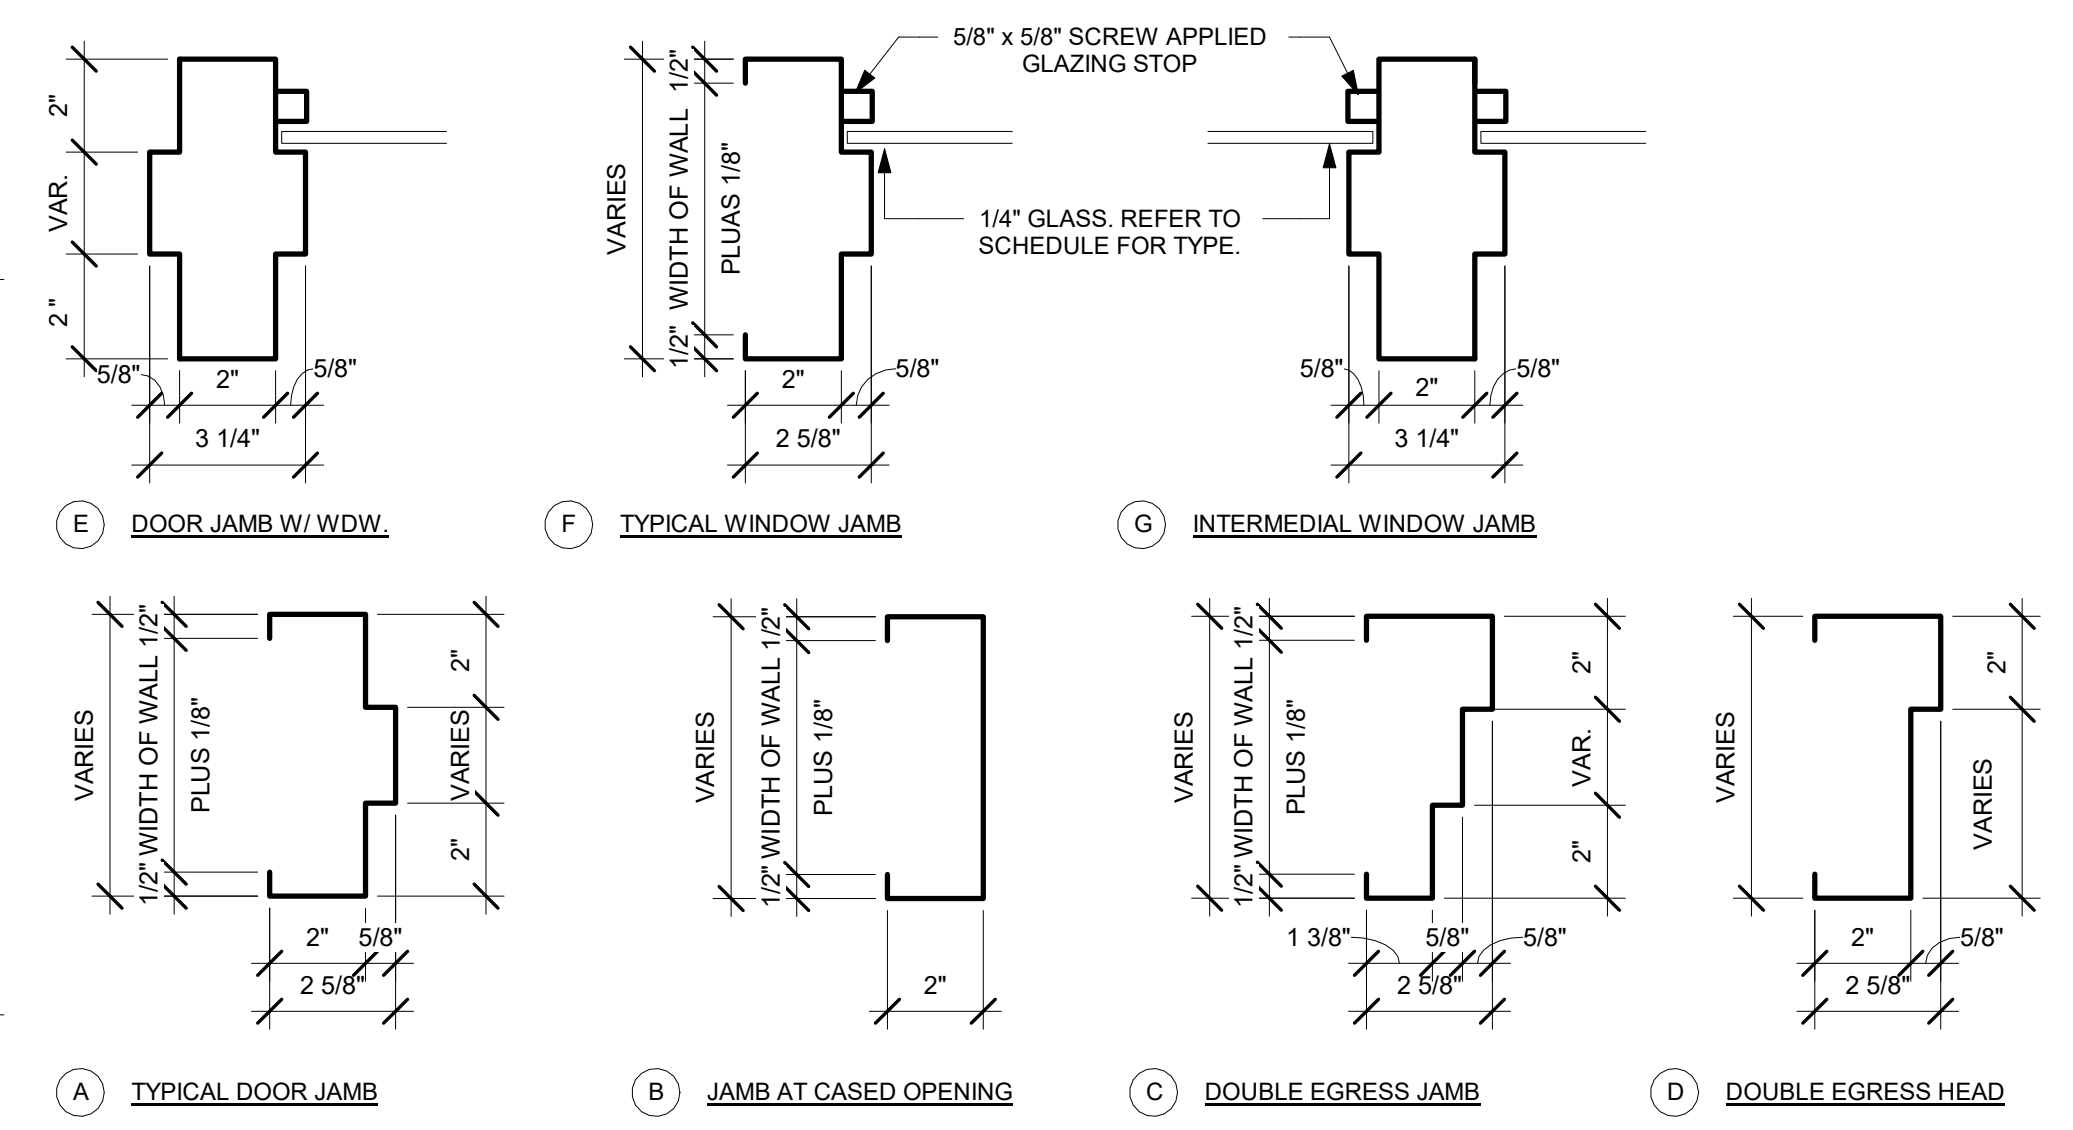 2"
VAR.
2"
5/8"
2"
5/8"
3 1/4"
E
DOOR JAMB W/ WDW.
VARIES
1/2"
WIDTH OF WALL
PLUAS 1/8"
1/2"
2"
5/8"
2 5/8"
F
TYPICAL WINDOW JAMB
5/8" x 5/8" SCREW APPLIED
GLAZING STOP
1/4" GLASS. REFER TO
SCHEDULE FOR TYPE.
5/8"
2"
5/8"
3 1/4"
G
INTERMEDIAL WINDOW JAMB
VARIES
1/2"
WIDTH OF WALL
PLUS 1/8"
1/2"
2"
VARIES
2"
2"
5/8"
2 5/8"
A
TYPICAL DOOR JAMB
VARIES
1/2"
WIDTH OF WALL
PLUS 1/8"
1/2"
2"
B
JAMB AT CASED OPENING
VARIES
1/2"
WIDTH OF WALL
PLUS 1/8"
1/2"
2"
VAR.
2"
1 3/8"
5/8"
5/8"
2 5/8"
C
DOUBLE EGRESS JAMB
VARIES
2"
VARIES
2"
5/8"
2 5/8"
D
DOUBLE EGRESS HEAD